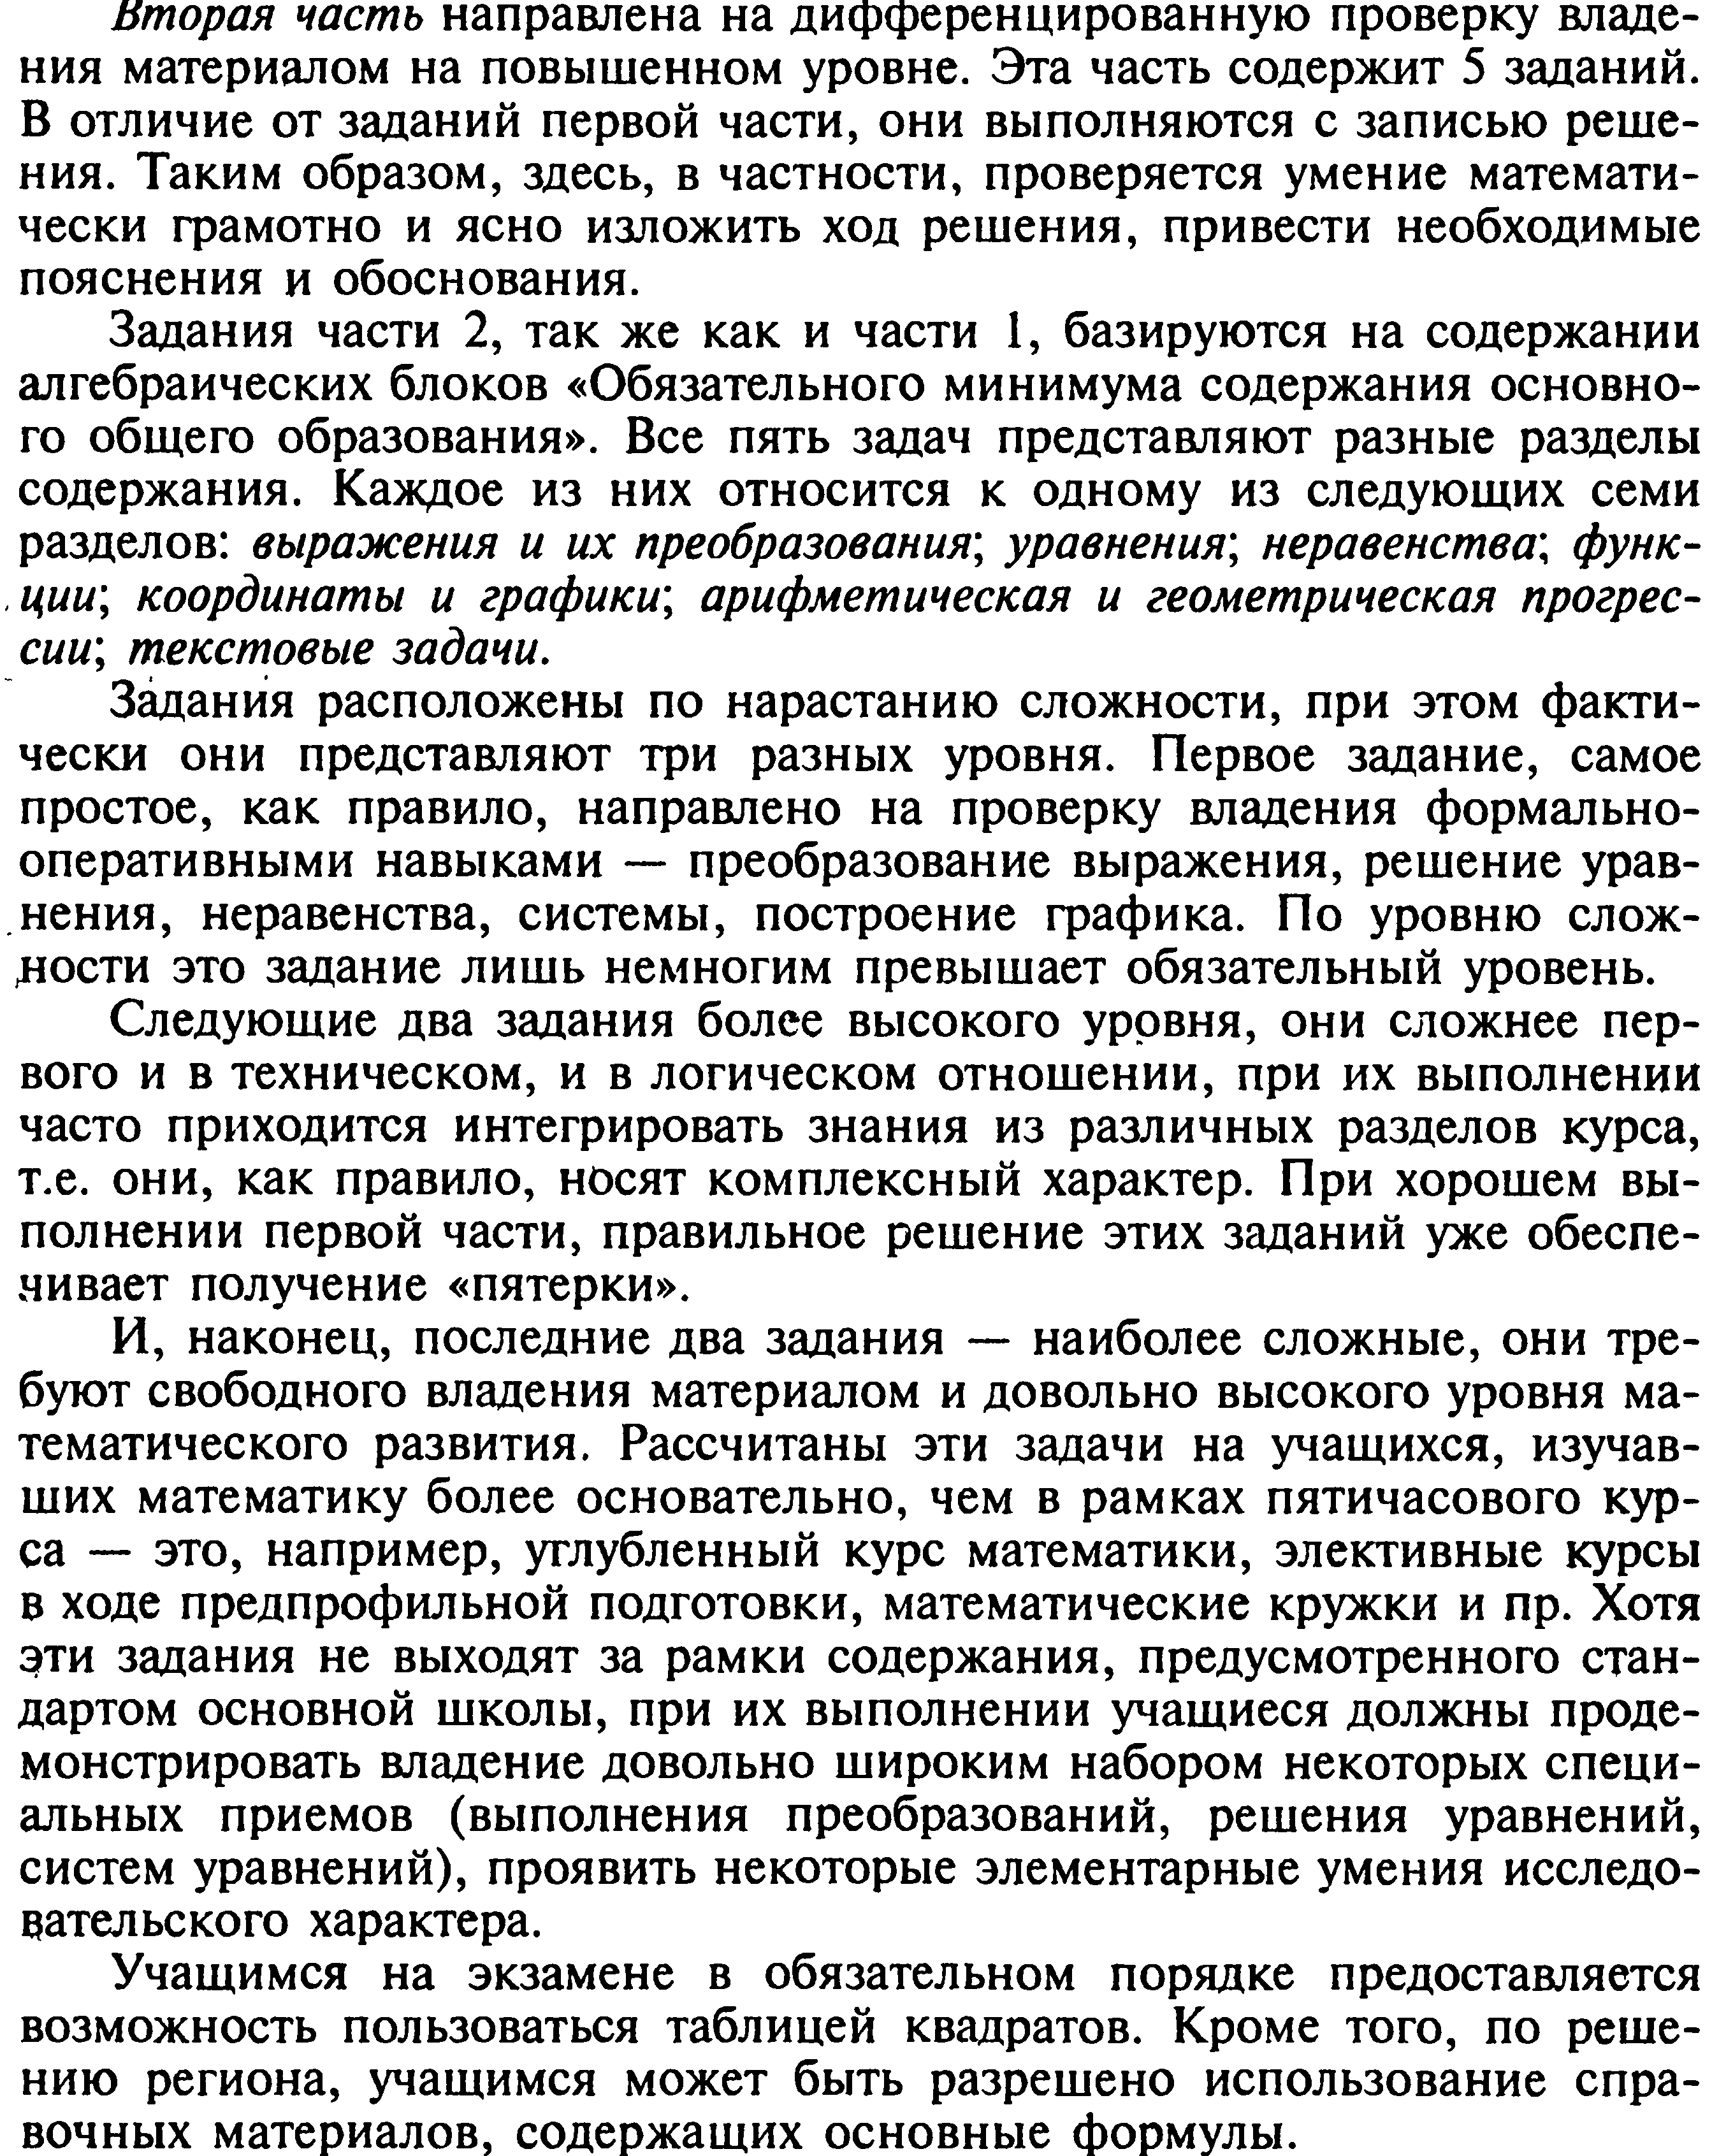 Вторая часть направлена на дифференцированную проверку владе-
ния материалом на повышенном уровне. Эта часть содержит 5 заданий.
В отличие от заданий первой части, они выполняются с записью реше-
ния. Таким образом, здесь, в частности, проверяется умение математи-
чески грамотно и ясно изложить ход решения, привести необходимые
пояснения и обоснования.
Задания части 2, так же как и части 1, базируются на содержании
алгебраических блоков «Обязательного минимума содержания основно-
го общего образования». Все пять задач представляют разные разделы
содержания. Каждое из них относится к одному из следующих семи
разделов: выражения и их преобразования; уравнения; неравенства; функ-
ции; координаты и графики; арифметическая и геометрическая прогрес-
сии; текстовые задачи.
Задания расположены по нарастанию сложности, при этом факти-
чески они представляют три разных уровня. Первое задание, самое
простое, как правило, направлено на проверку владения формально-
оперативными навыками — преобразование выражения, решение урав-
нения, неравенства, системы, построение графика. По уровню слож-
ности это задание лишь немногим превышает обязательный уровень.
Следующие два задания более высокого уровня, они сложнее пер-
вого и в техническом, и в логическом отношении, при их выполнении
часто приходится интегрировать знания из различных разделов курса,
т.е. они, как правило, носят комплексный характер. При хорошем вы-
полнении первой части, правильное решение этих заданий уже обеспе-
чивает получение «пятерки».
И, наконец, последние два задания — наиболее сложные, они тре-
буют свободного владения материалом и довольно высокого уровня ма-
тематического развития. Рассчитаны эти задачи на учащихся, изучав-
ших математику более основательно, чем в рамках пятичасового кур-
са — это, например, углубленный курс математики, элективные курсы
в ходе предпрофильной подготовки, математические кружки и пр. Хотя
эти задания не выходят за рамки содержания, предусмотренного стан-
дартом основной школы, при их выполнении учащиеся должны проде-
монстрировать владение довольно широким набором некоторых специ-
альных приемов (выполнения преобразований, решения уравнений,
систем уравнений), проявить некоторые элементарные умения исследо-
вательского характера.
Учащимся на экзамене в обязательном порядке предоставляется
возможность пользоваться таблицей квадратов. Кроме того, по реше-
нию региона, учащимся может быть разрешено использование спра-
вочных материалов, содержащих основные формулы.